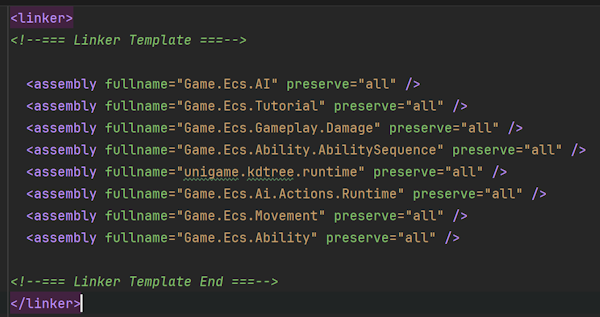 <linker>
<!--=== Linker Template ===-->
<assembly fullname="Game.Ecs.AI" preserve="all" />
<assembly fullname="Game.Ecs.Tutorial" preserve="all" />
<assembly fullname="Game.Ecs.Gameplay.Damage" preserve="all" />
<assembly fullname="Game.Ecs.Ability.AbilitySequence" preserve="all" />
<assembly fullname="unigame.kdtree.runtime" preserve="all" />
<assembly fullname="Game.Ecs.Ai.Actions.Runtime" preserve="all" />
<assembly fullname="Game.Ecs.Movement" preserve="all" />
<assembly fullname="Game.Ecs.Ability" preserve="all" />
<!--=== Linker Template End ===-->
</linker>